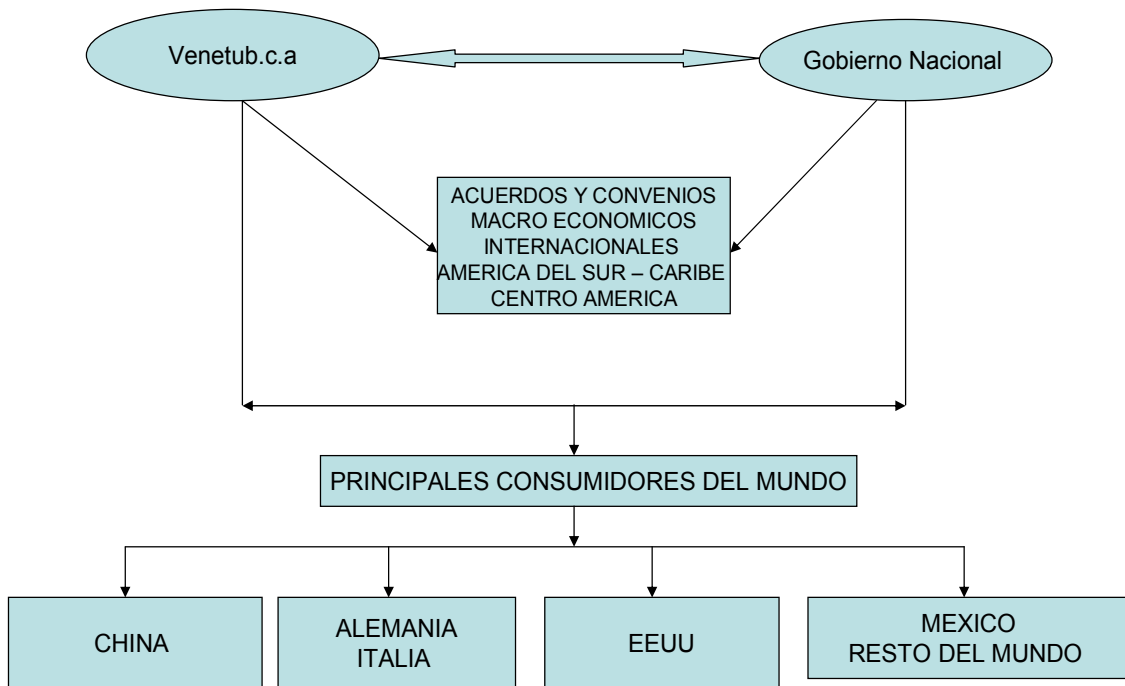 Venetub.c.a
Gobierno Nacional
ACUERDOS Y CONVENIOS
MACRO ECONOMICOS
INTERNACIONALES
AMERICA DEL SUR – CARIBE
CENTRO AMERICA
PRINCIPALES CONSUMIDORES DEL MUNDO
CHINA
ALEMANIA
ITALIA
EEUU
MEXICO
RESTO DEL MUNDO